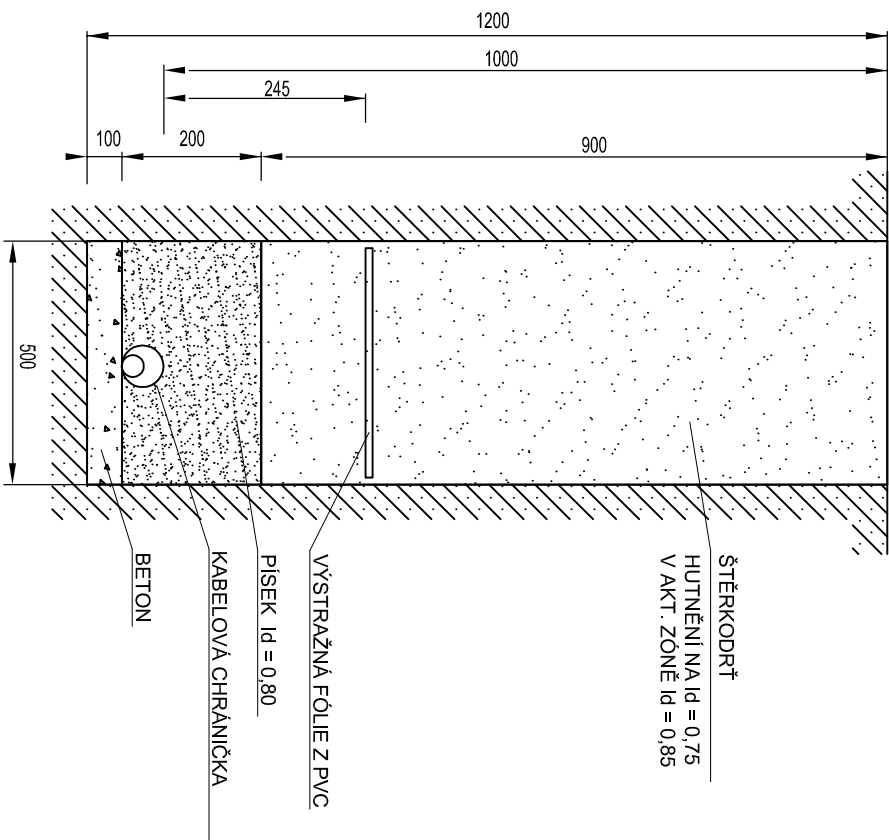 1200
1000
245
100
200
900
500
ŠTĚRKODRŤ
HUTNĚNÍ NA Id = 0,75
V AKT. ZÓNĚ Id = 0,85
VÝSTRAŽNÁ FÓLIE Z PVC
PÍSEK Id = 0,80
KABELOVÁ CHRÁNIČKA
BETON